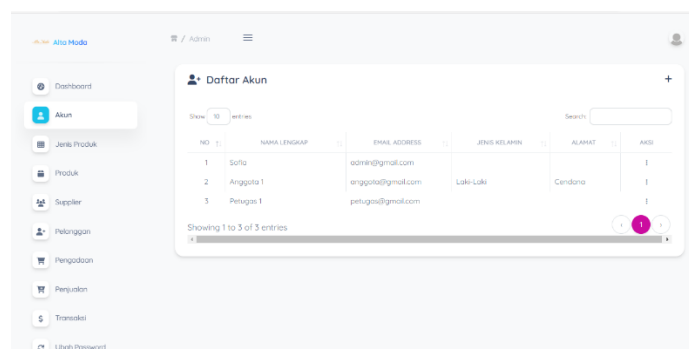 Alta Moda
/ Admin
Dashboard
Akun
Jenis Produk
Produk
Supplier
Pelanggan
Pengadaan
Penjualan
Transaksi
Ubah Password
Daftar Akun
+
Show 10 entries
Search:
NO NAMA LENGKAP EMAIL ADDRESS JENIS KELAMIN ALAMAT AKSI
1 Sofia admin@gmail.com
2 Anggota 1 anggota@gmail.com Laki-Laki Cendana
3 Petugas 1 petugas@gmail.com
Showing 1 to 3 of 3 entries
‹ 1 ›